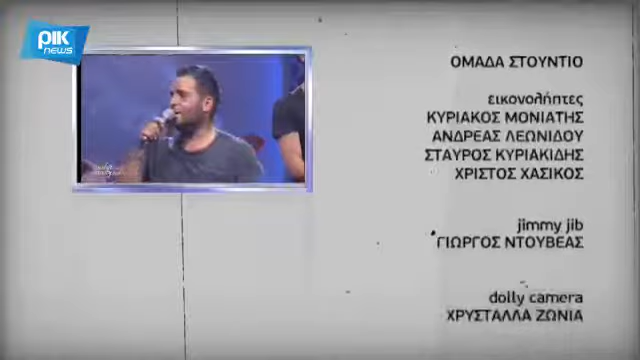 ΡΙΚ
news
ΟΜΑΔΑ ΣΤΟΥΝΤΙΟ
εικονολήπτες
ΚΥΡΙΑΚΟΣ ΜΟΝΙΑΤΗΣ
ΑΝΔΡΕΑΣ ΛΕΩΝΙΔΟΥ
ΣΤΑΥΡΟΣ ΚΥΡΙΑΚΙΔΗΣ
ΧΡΙΣΤΟΣ ΧΑΣΙΚΟΣ
jimmy jib
ΓΙΩΡΓΟΣ ΝΤΟΥΒΕΑΣ
dolly camera
ΧΡΥΣΤΑΛΛΑ ΖΩΝΙΑ